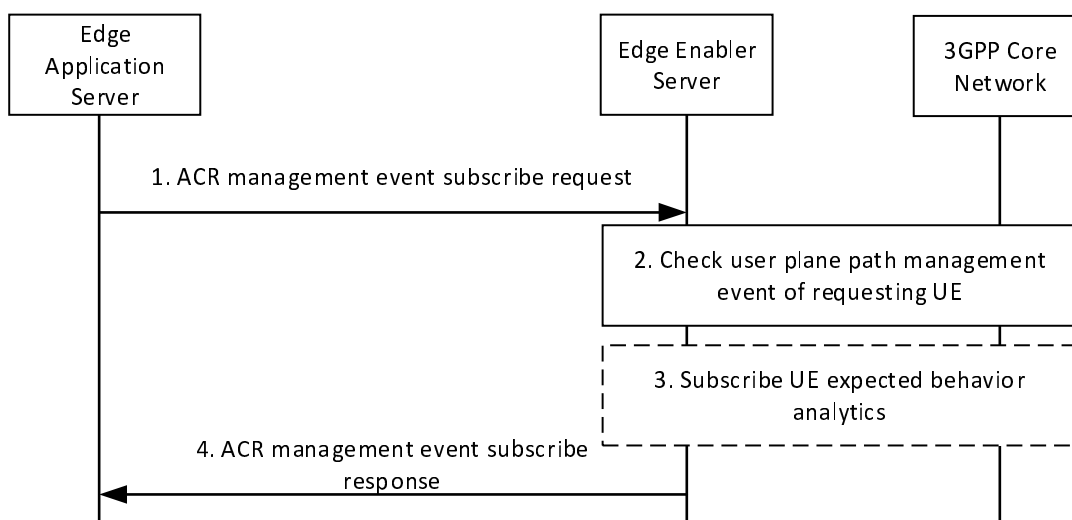 Edge
Application
Server
Edge Enabler
Server
3GPP Core
Network
1. ACR management event subscribe request
2. Check user plane path management
event of requesting UE
3. Subscribe UE expected behavior
analytics
4. ACR management event subscribe
response